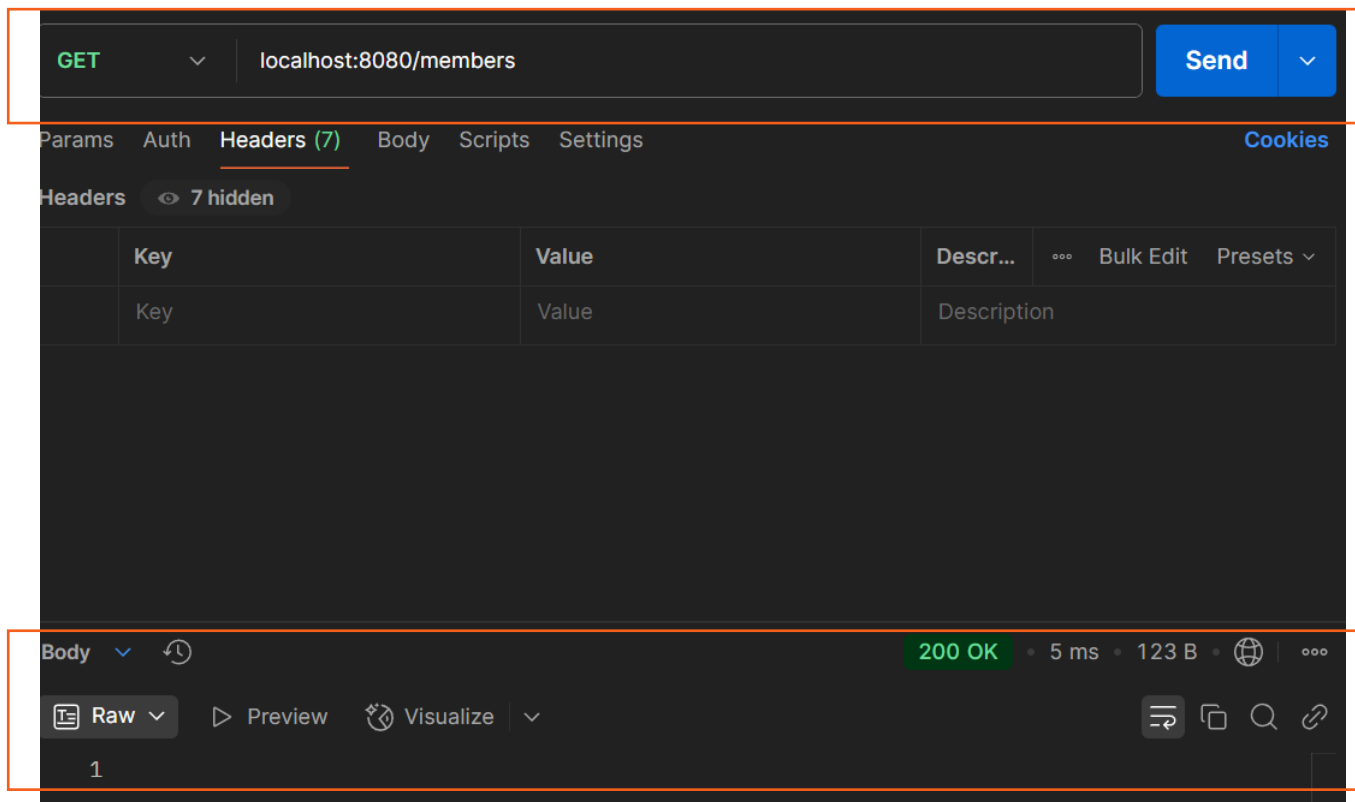 GET localhost:8080/members Send
Params Auth Headers (7) Body Scripts Settings Cookies
Headers 7 hidden
Key Value Descr... Bulk Edit Presets
Key Value Description
Body 200 OK • 5 ms • 123 B •
Raw Preview Visualize
1